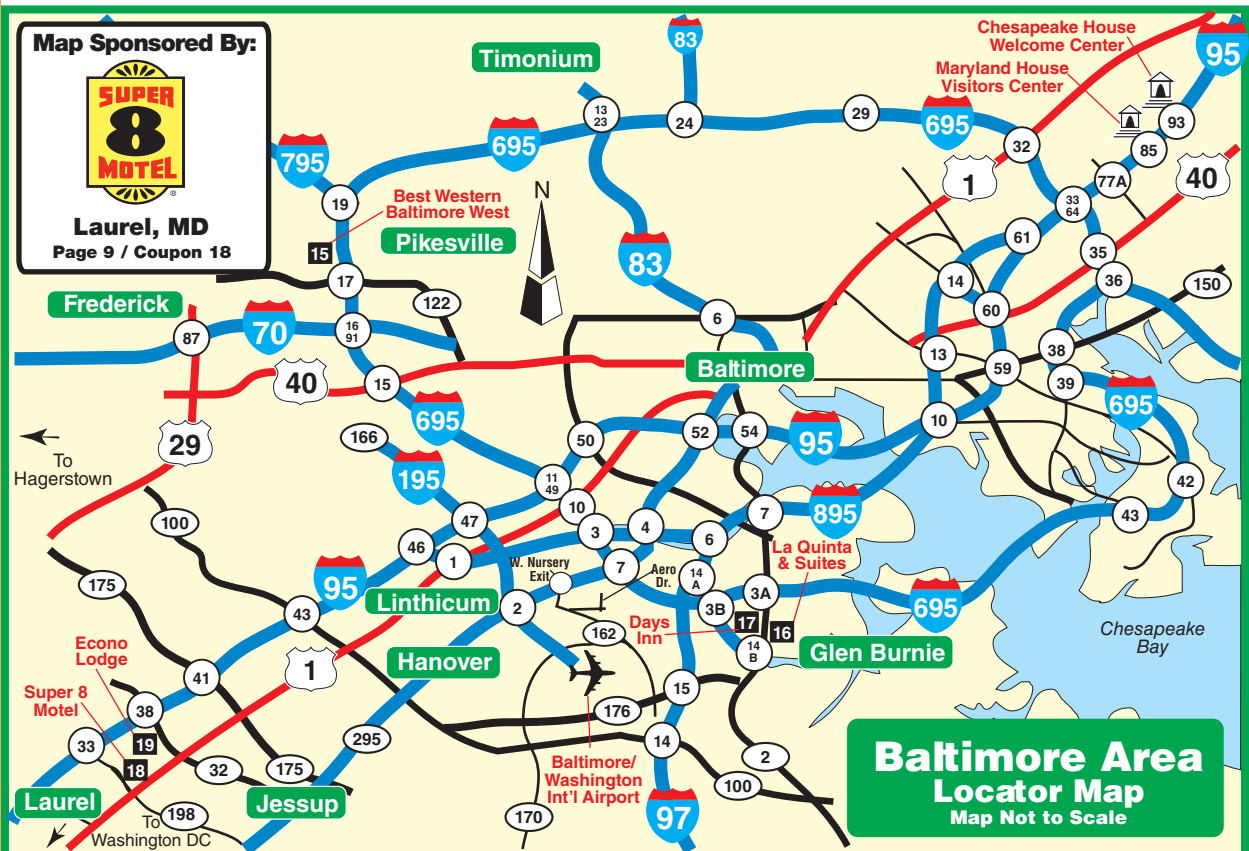 Map Sponsored By:
SUPER
8
MOTEL
®
Laurel, MD
Page 9 / Coupon 18
Timonium
83
Chesapeake House
Welcome Center
Maryland House
Visitors Center
95
795
695
13
23
24
29
695
32
93
85
77A
1
40
19
Best Western
Baltimore West
15
Pikesville
N
33
64
61
35
83
17
122
14
36
150
Frederick
87
70
16
91
6
60
40
15
Baltimore
13
59
38
39
695
29
695
To
Hagerstown
166
195
50
52
54
95
10
11
49
10
47
3
4
7
895
42
43
100
46
1
6
W. Nursery
Exit
7
Aero
Dr.
La Quinta
& Suites
14
A
175
95
Linthicum
2
3B
3A
695
43
162
Days
Inn
17
16
Chesapeake
Bay
Econo
Lodge
1
Hanover
14
B
Glen Burnie
41
Super 8
Motel
38
15
176
33
19
18
295
14
2
32
175
Baltimore/
Washington
Int'l Airport
100
Laurel
Jessup
198
To
Washington DC
170
97
Baltimore Area
Locator Map
Map Not to Scale